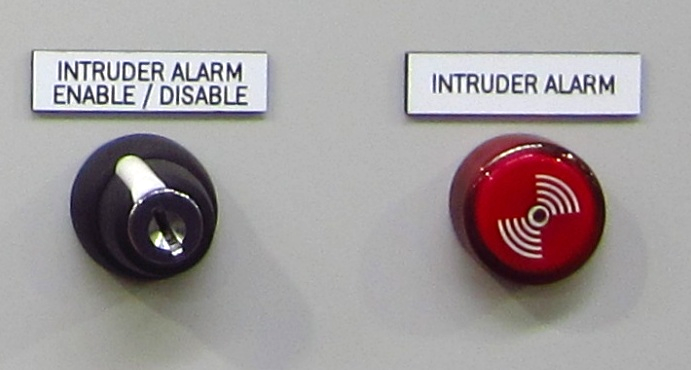 INTRUDER ALARM
ENABLE / DISABLE
INTRUDER ALARM